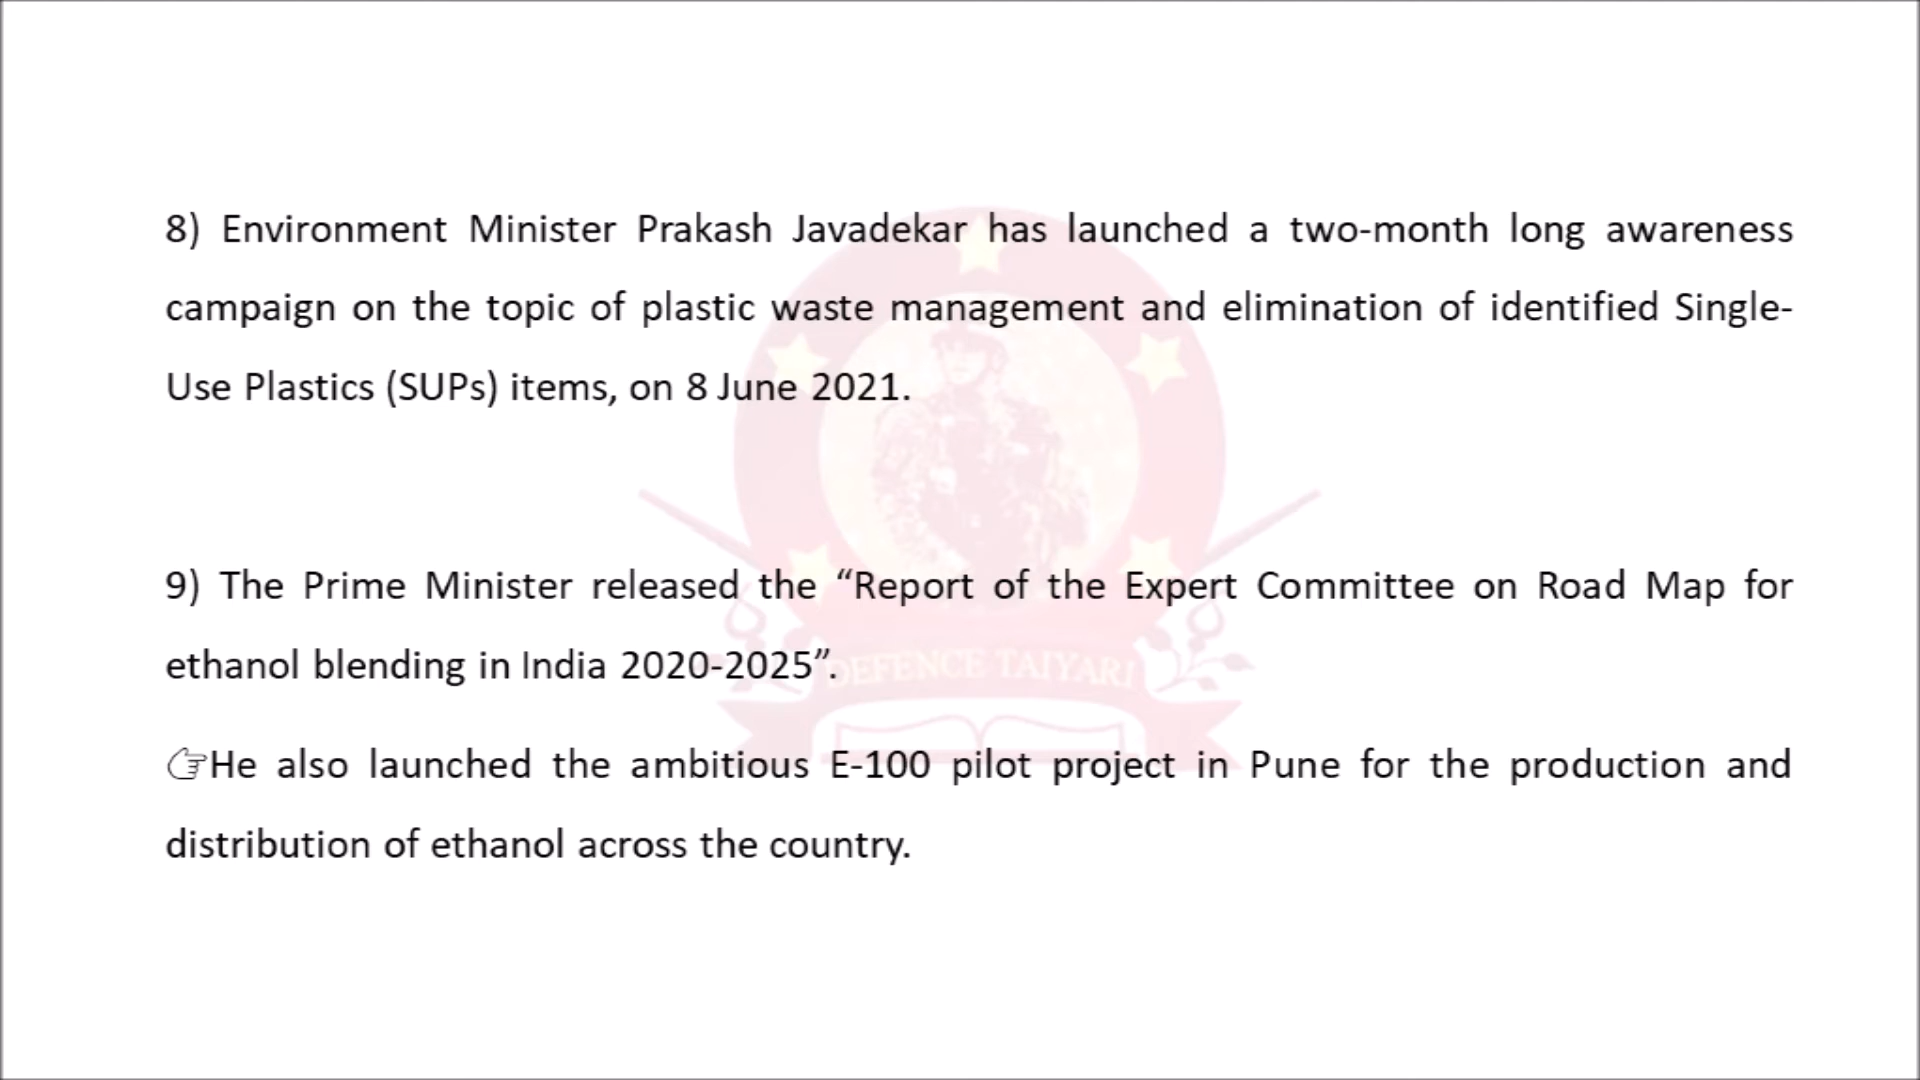 8) Environment Minister Prakash Javadekar has launched a two-month long awareness
campaign on the topic of plastic waste management and elimination of identified Single-
Use Plastics (SUPs) items, on 8 June 2021.
9) The Prime Minister released the “Report of the Expert Committee on Road Map for
ethanol blending in India 2020-2025”.
DEFENCE TAIYARI
👉He also launched the ambitious E-100 pilot project in Pune for the production and
distribution of ethanol across the country.